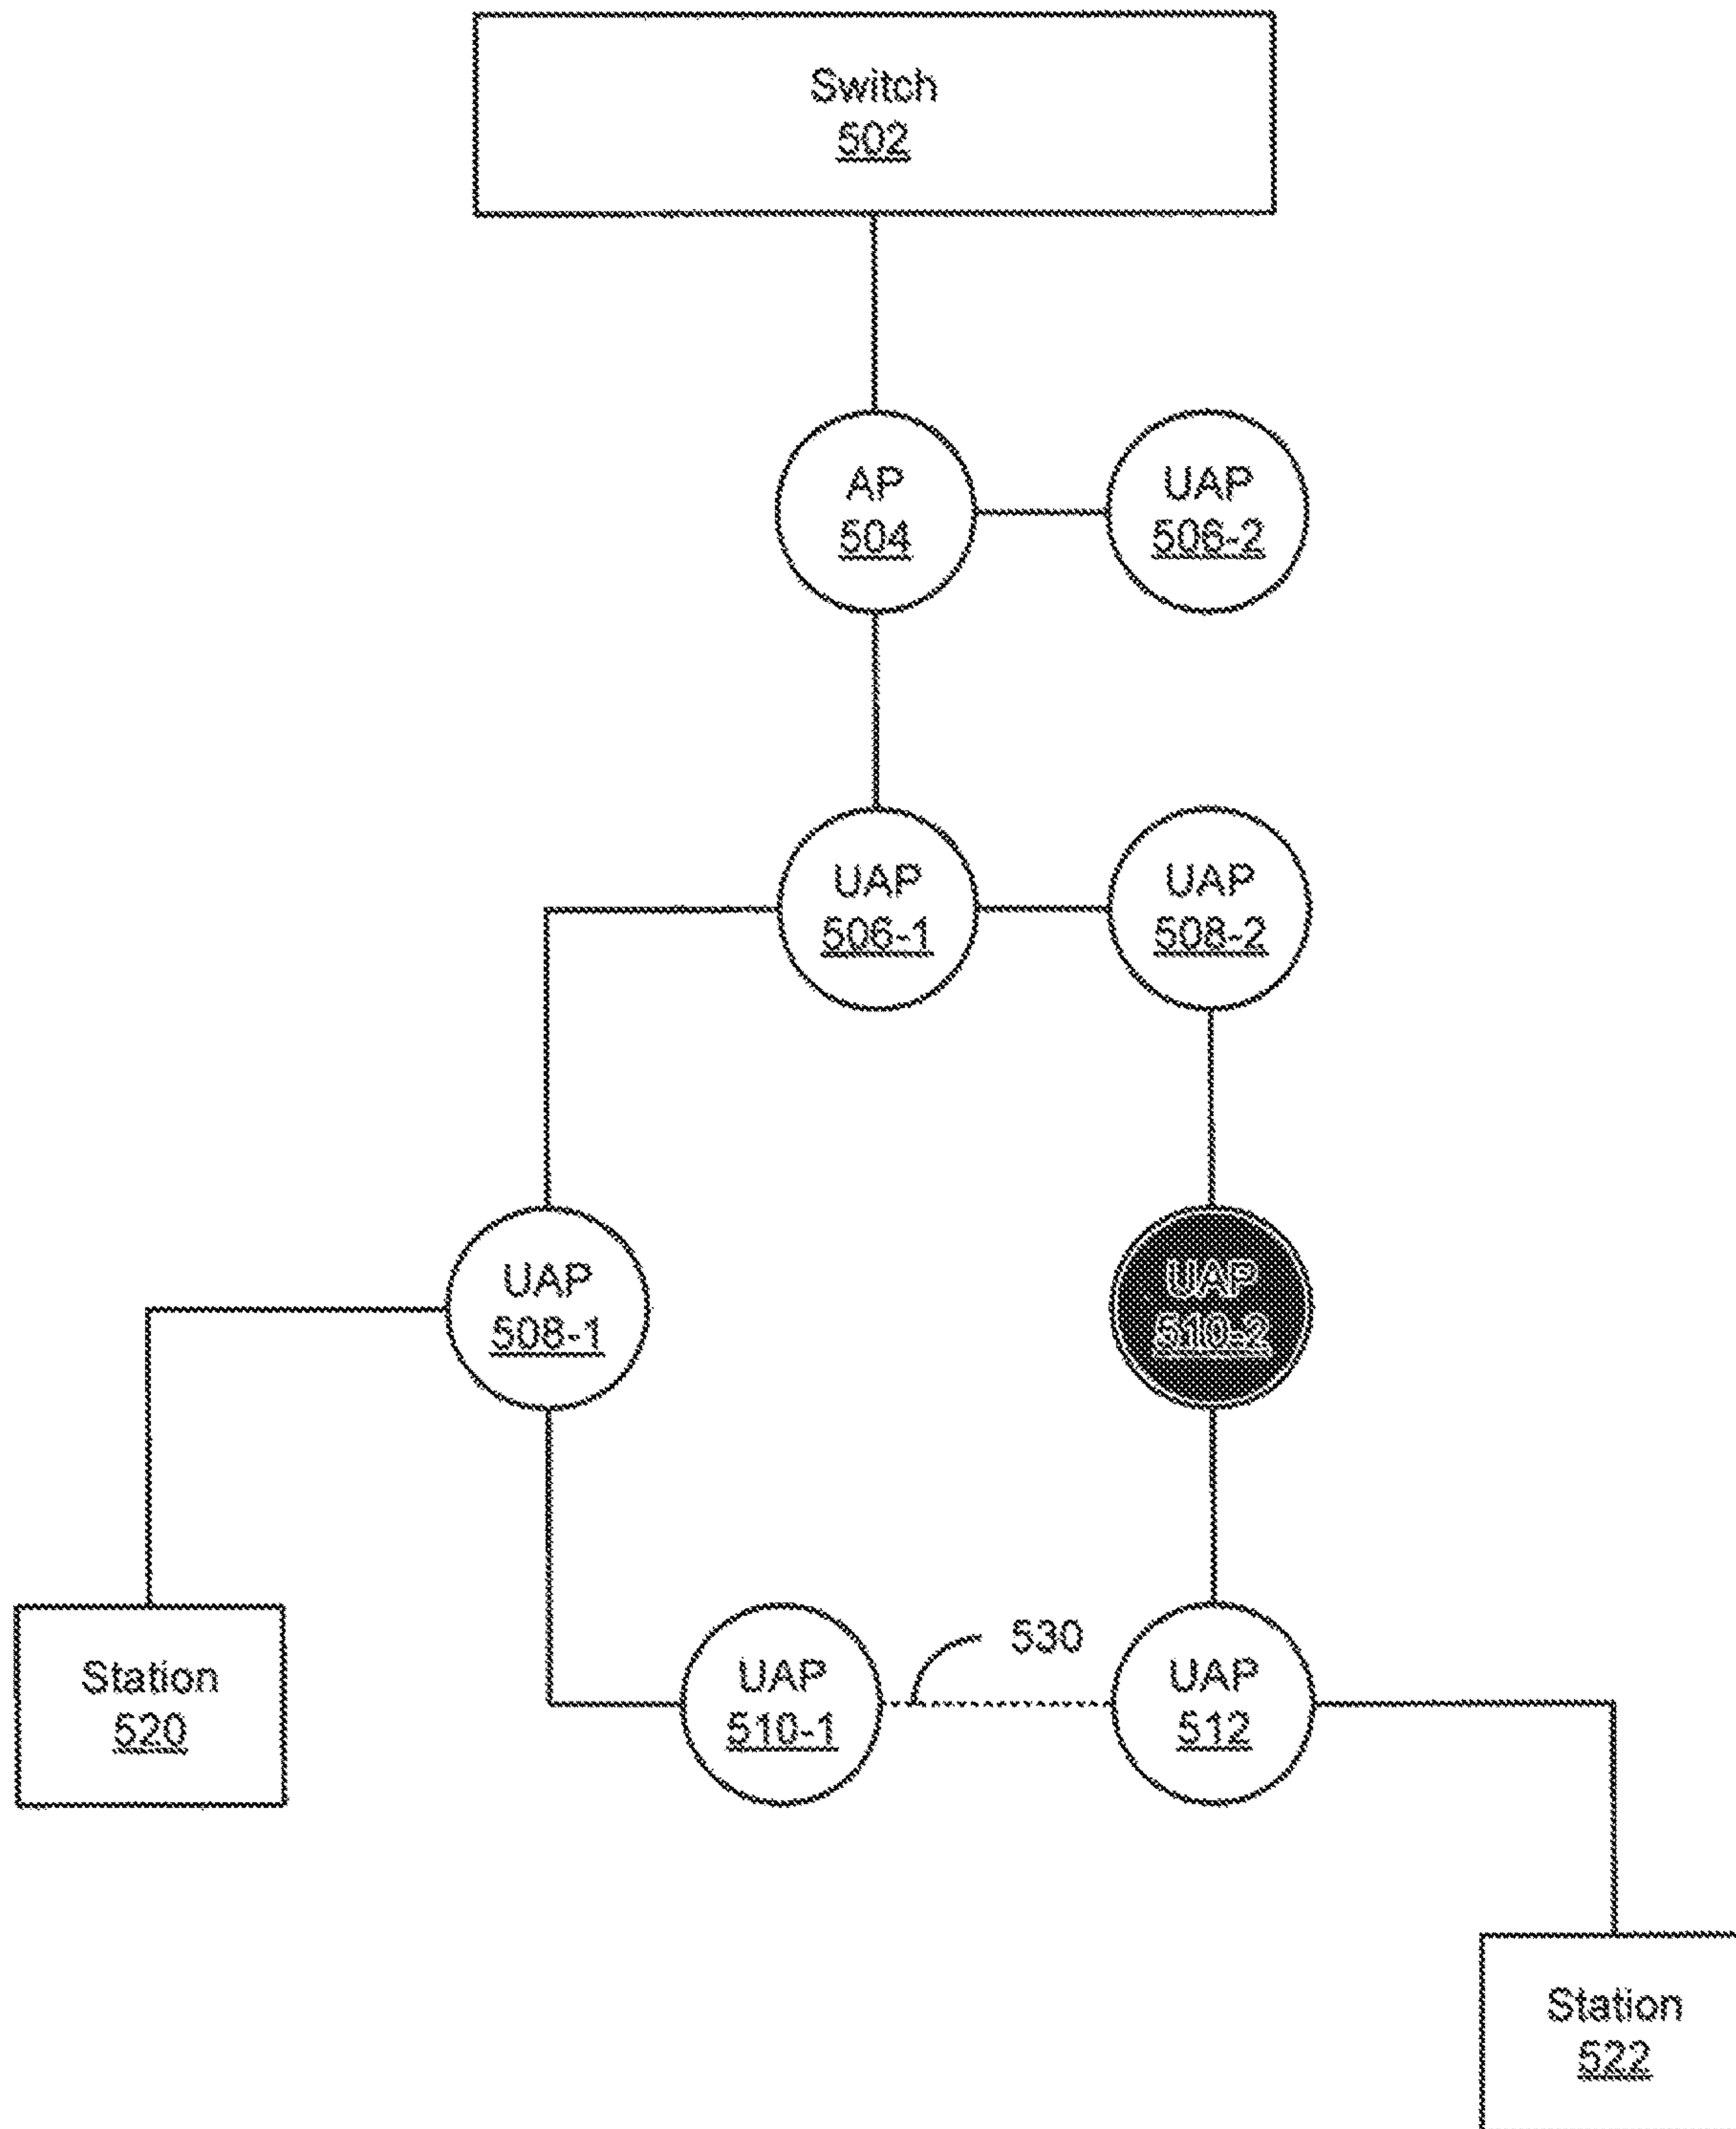 Switch
502
AP
504
UAP
506-2
UAP
506-1
UAP
508-2
UAP
508-1
UAP
510-2
Station
520
UAP
510-1
530
UAP
512
Station
522